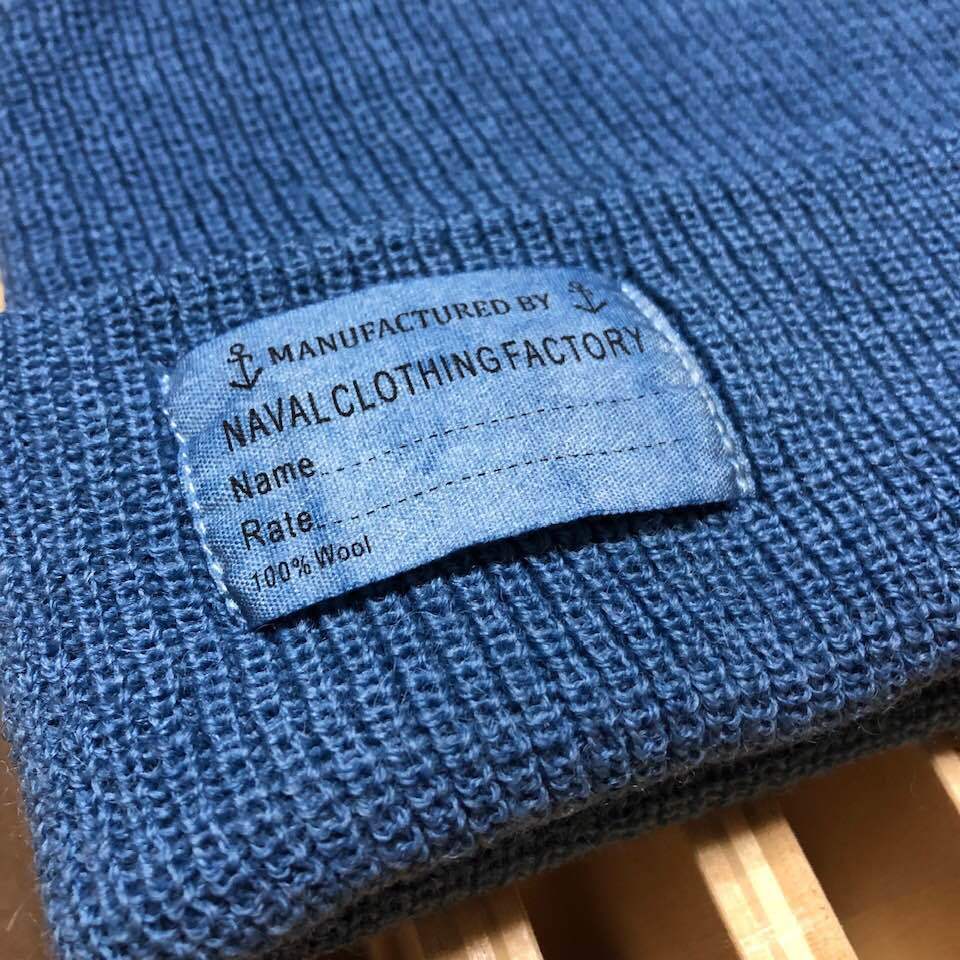 MANUFACTURED BY
NAVAL CLOTHING FACTORY
Name
Rate
100% Wool